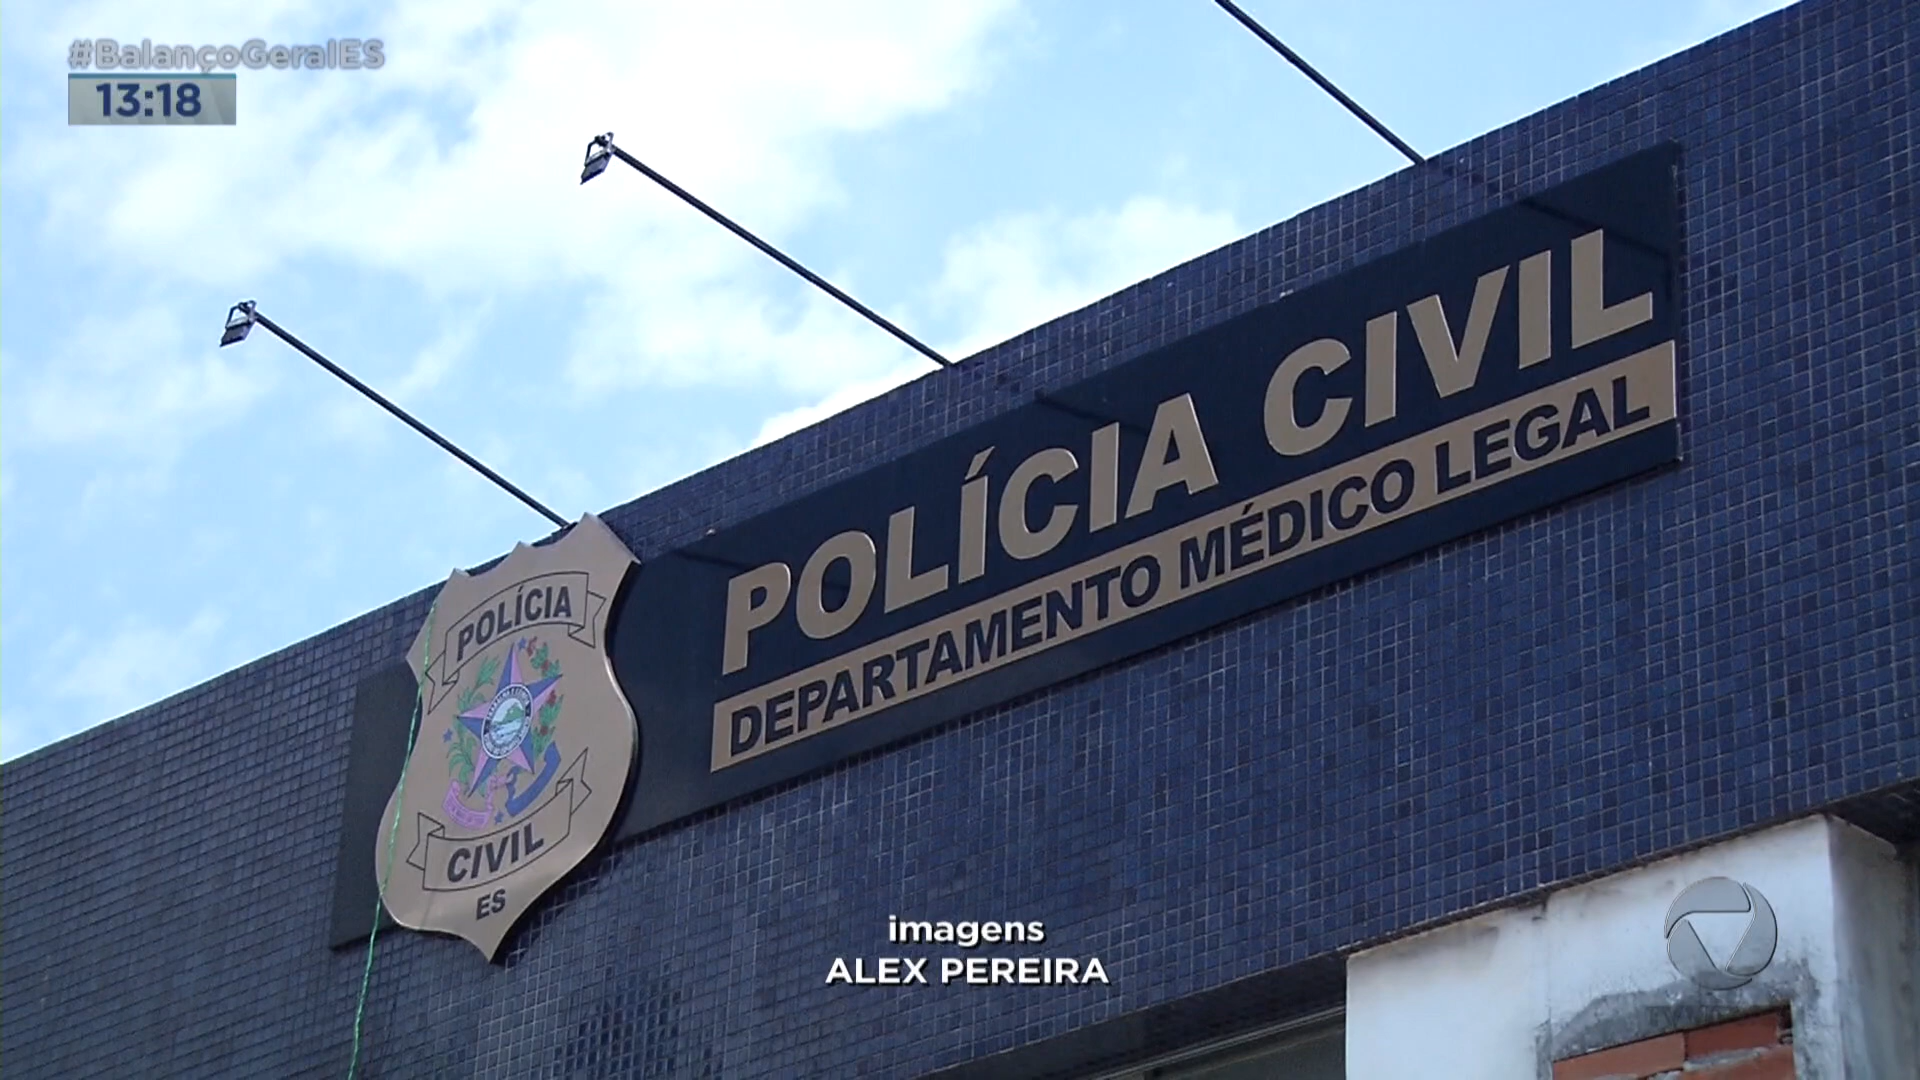 #BalançoGeralES
13:18
POLÍCIA CIVIL
DEPARTAMENTO MÉDICO LEGAL
POLÍCIA
CIVIL
ES
imagens
ALEX PEREIRA